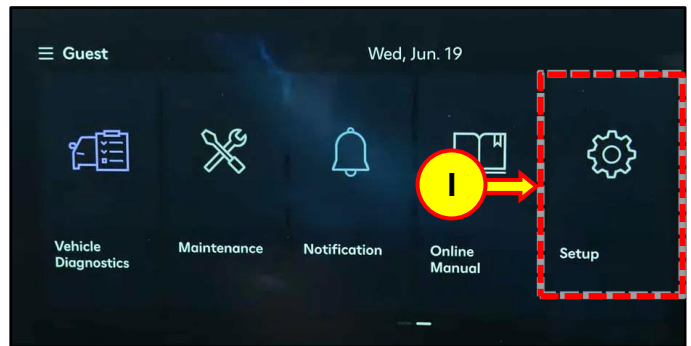 Guest
Wed, Jun. 19
I
Vehicle
Diagnostics
Maintenance
Notification
Online
Manual
Setup